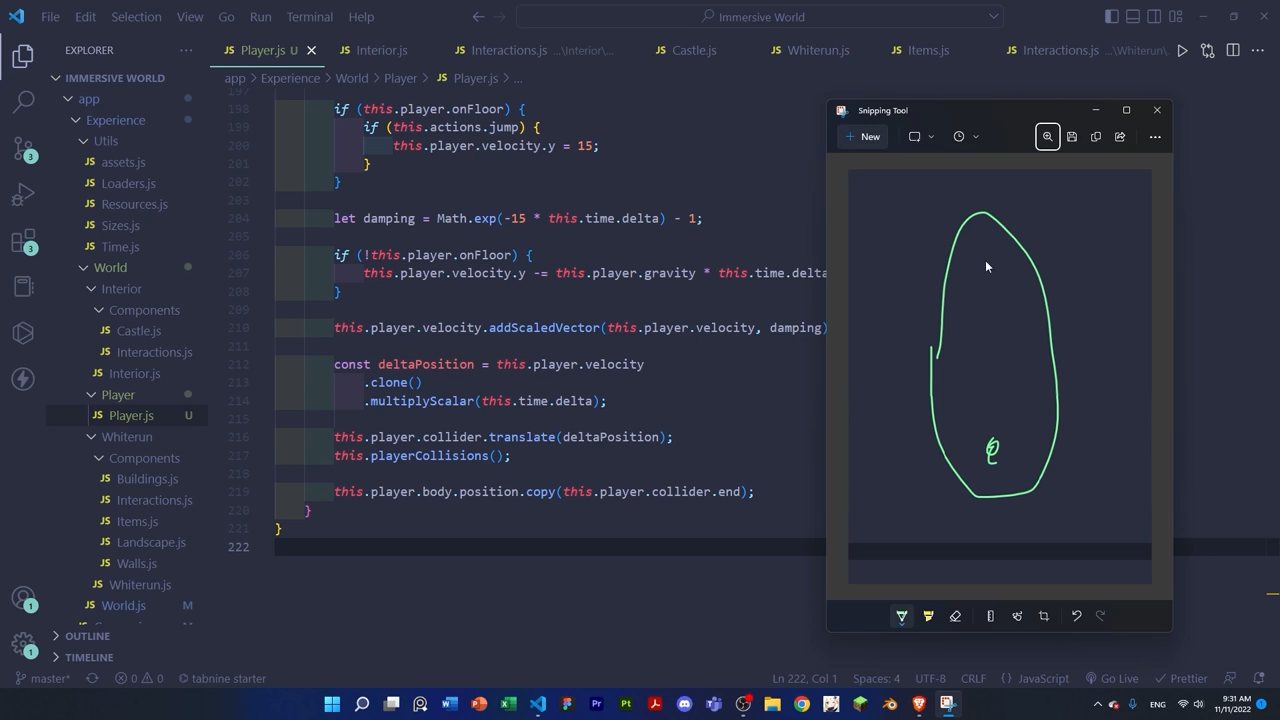 File Edit Selection View Go Run Terminal Help
Immersive World
EXPLORER
Player.js U
Interior.js
Interactions.js ...\Interior\...
Castle.js
Whiterun.js
Items.js
Interactions.js ...\Whiterun\
app > Experience > World > Player > Player.js > ...
IMMERSIVE WORLD
app
Experience
Utils
assets.js
Loaders.js
Resources.js
Sizes.js
Time.js
World
Interior
Components
Castle.js
Interactions.js
Interior.js
Player
Player.js U
Whiterun
Components
Buildings.js
Interactions.js
Items.js
Landscape.js
Walls.js
Whiterun.js
World.js M
OUTLINE
TIMELINE
3
3
1
1
197
198 if (this.player.onFloor) {
199 if (this.actions.jump) {
200 this.player.velocity.y = 15;
201 }
202 }
203
204 let damping = Math.exp(-15 * this.time.delta) - 1;
205
206 if (!this.player.onFloor) {
207 this.player.velocity.y -= this.player.gravity * this.time.delta
208 }
209
210 this.player.velocity.addScaledVector(this.player.velocity, damping)
211
212 const deltaPosition = this.player.velocity
213 .clone()
214 .multiplyScalar(this.time.delta);
215
216 this.player.collider.translate(deltaPosition);
217 this.playerCollisions();
218
219 this.player.body.position.copy(this.player.collider.end);
220 }
221 }
222
Snipping Tool
New
master* 0 0 tabnine starter
Ln 222, Col 1 Spaces: 4 UTF-8 CRLF JavaScript Go Live Prettier
ENG
9:31 AM
11/11/2022